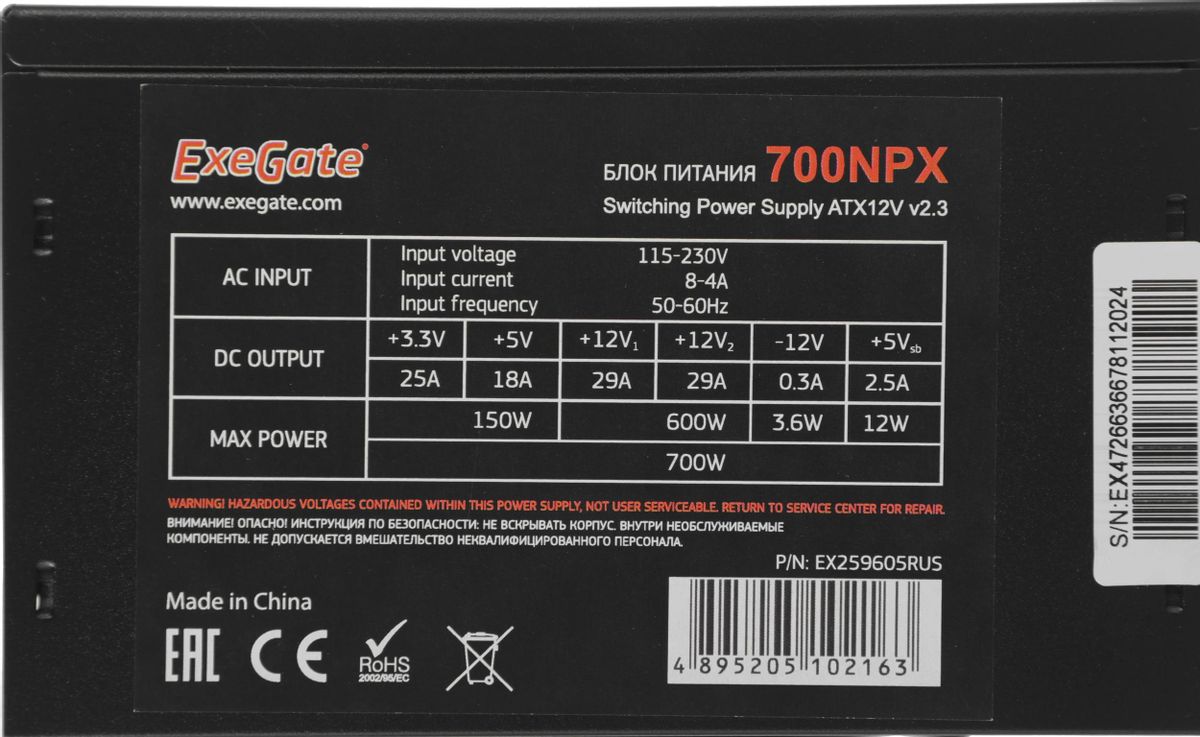 ExeGate
www.exegate.com
БЛОК ПИТАНИЯ 700NPX
Switching Power Supply ATX12V v2.3
AC INPUT
Input voltage 115-230V
Input current 8-4A
Input frequency 50-60Hz
DC OUTPUT
+3.3V +5V +12V1 +12V2 -12V +5Vsb
25A 18A 29A 29A 0.3A 2.5A
MAX POWER
150W 600W 3.6W 12W
700W
WARNING! HAZARDOUS VOLTAGES CONTAINED WITHIN THIS POWER SUPPLY, NOT USER SERVICEABLE. RETURN TO SERVICE CENTER FOR REPAIR.
ВНИМАНИЕ! ОПАСНО! ИНСТРУКЦИЯ ПО БЕЗОПАСНОСТИ: НЕ ВСКРЫВАТЬ КОРПУС. ВНУТРИ НЕОБСЛУЖИВАЕМЫЕ
КОМПОНЕНТЫ. НЕ ДОПУСКАЕТСЯ ВМЕШАТЕЛЬСТВО НЕКВАЛИФИЦИРОВАННОГО ПЕРСОНАЛА.
P/N: EX259605RUS
Made in China
EAC CE RoHS
2002/95/EC
4 895205 102163
S/N:EX4726636678112024